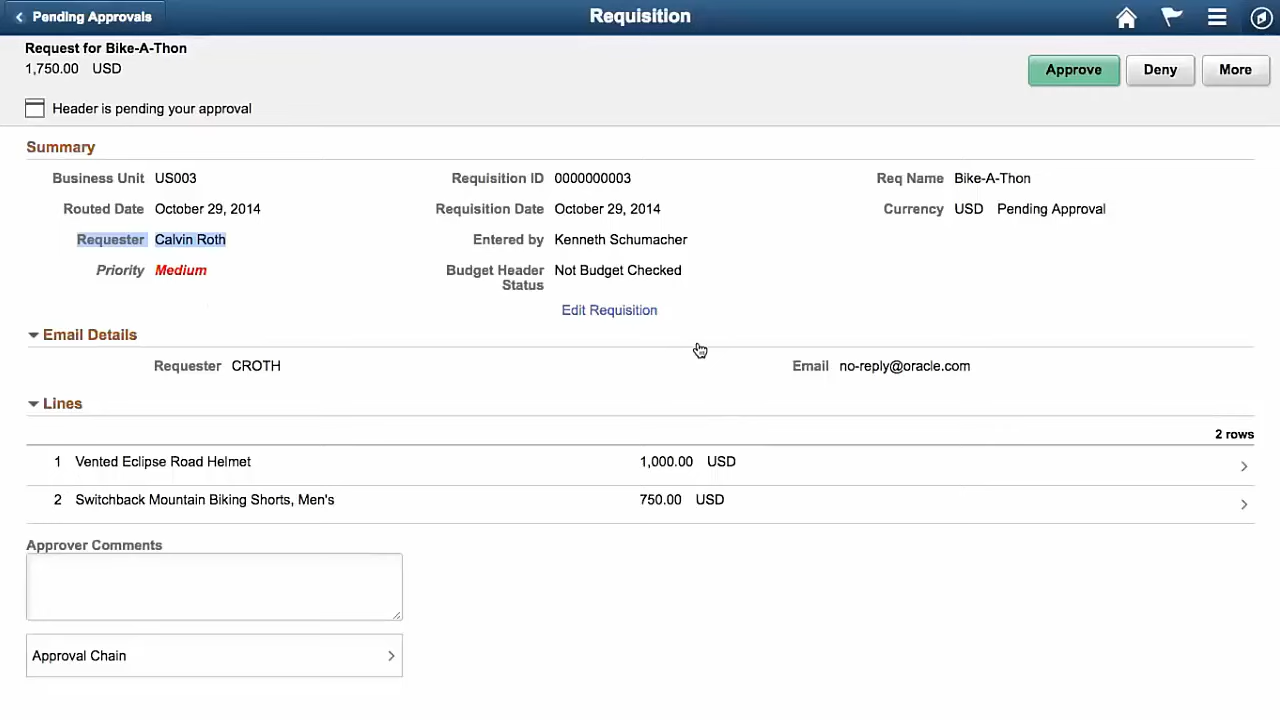 Pending Approvals
Requisition
Request for Bike-A-Thon
1,750.00 USD
Approve
Deny
More
Header is pending your approval
Summary
Business Unit US003
Requisition ID 0000000003
Req Name Bike-A-Thon
Routed Date October 29, 2014
Requisition Date October 29, 2014
Currency USD Pending Approval
Requester Calvin Roth
Entered by Kenneth Schumacher
Priority Medium
Budget Header Status Not Budget Checked
Edit Requisition
Email Details
Requester CROTH
Email no-reply@oracle.com
Lines
2 rows
1 Vented Eclipse Road Helmet 1,000.00 USD
2 Switchback Mountain Biking Shorts, Men's 750.00 USD
Approver Comments
Approval Chain